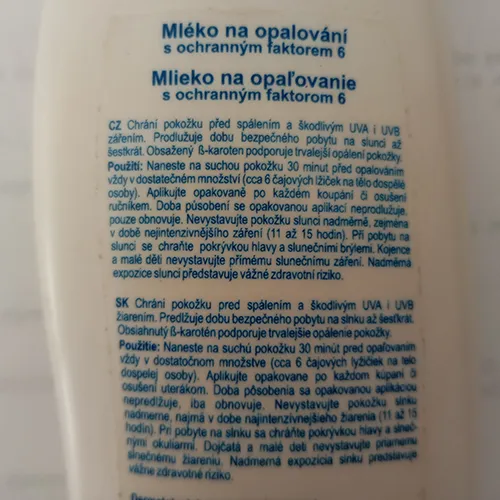 Mléko na opalování
s ochranným faktorem 6
Mlieko na opaľovanie
s ochranným faktorom 6
CZ Chrání pokožku před spálením a škodlivým UVA i UVB
zářením. Prodlužuje dobu bezpečného pobytu na slunci až
šestkrát. Obsažený ß-karoten podporuje trvalejší opálení pokožky.
Použití: Naneste na suchou pokožku 30 minut před opalováním
vždy v dostatečném množství (cca 6 čajových lžiček na tělo dospělé
osoby). Aplikujte opakovaně po každém koupání či osušení
ručníkem. Doba působení se opakovanou aplikací neprodlužuje,
pouze obnovuje. Nevystavujte pokožku slunci nadměrně, zejména
v době nejintenzivnějšího záření (11 až 15 hodin). Při pobytu na
slunci se chraňte pokrývkou hlavy a slunečními brýlemi. Kojence
a malé děti nevystavujte přímému slunečnímu záření. Nadměrná
expozice slunci představuje vážné zdravotní riziko.
SK Chrání pokožku pred spálením a škodlivým UVA i UVB
žiarením. Predlžuje dobu bezpečného pobytu na slnku až šesťkrát.
Obsiahnutý ß-karotén podporuje trvalejšie opálenie pokožky.
Použitie: Naneste na suchú pokožku 30 minút pred opaľovaním
vždy v dostatočnom množstve (cca 6 čajových lyžičiek na telo
dospelej osoby). Aplikujte opakovane po každom kúpaní či
osušení uterákom. Doba pôsobenia sa opakovanou aplikáciou
nepredlžuje, iba obnovuje. Nevystavujte pokožku slnku
nadmerne, najmä v dobe najintenzívnejšieho žiarenia (11 až 15
hodín). Pri pobyte na slnku sa chráňte pokrývkou hlavy a slneč-
nými okuliarmi. Dojčatá a malé deti nevystavujte priamemu
slnečnému žiareniu. Nadmerná expozícia slnku predstavuje
vážne zdravotné riziko.